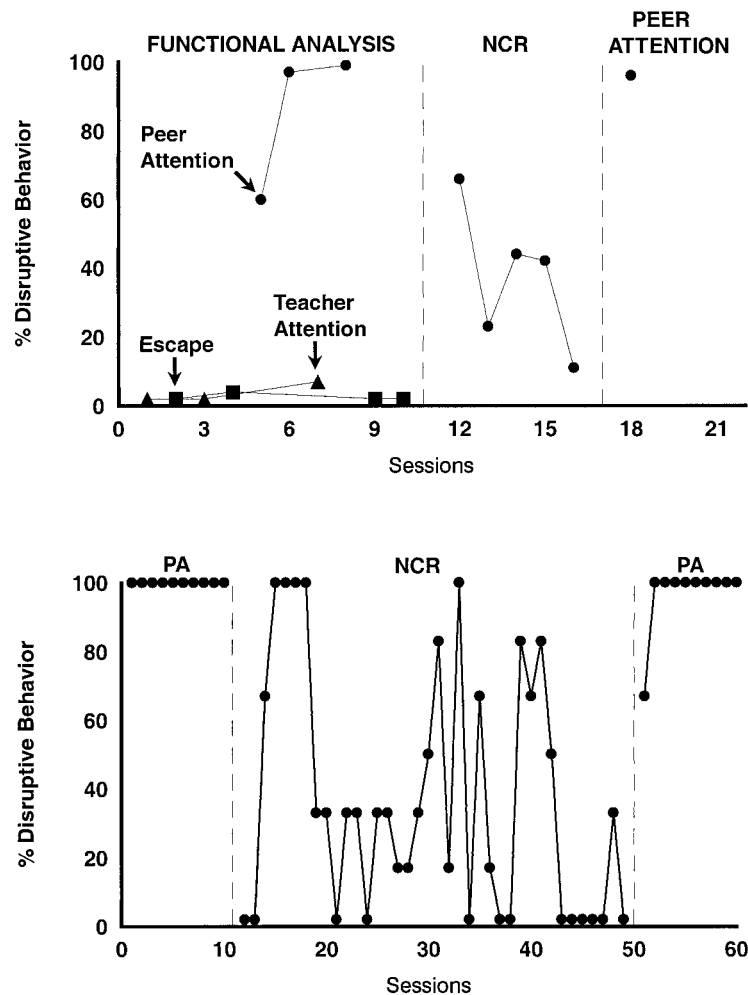 FUNCTIONAL ANALYSIS
NCR
PEER
ATTENTION
% Disruptive Behavior
100
80
60
40
20
0
Peer
Attention
Escape
Teacher
Attention
0 3 6 9 12 15 18 21
Sessions
PA
NCR
PA
% Disruptive Behavior
100
80
60
40
20
0
0 10 20 30 40 50 60
Sessions